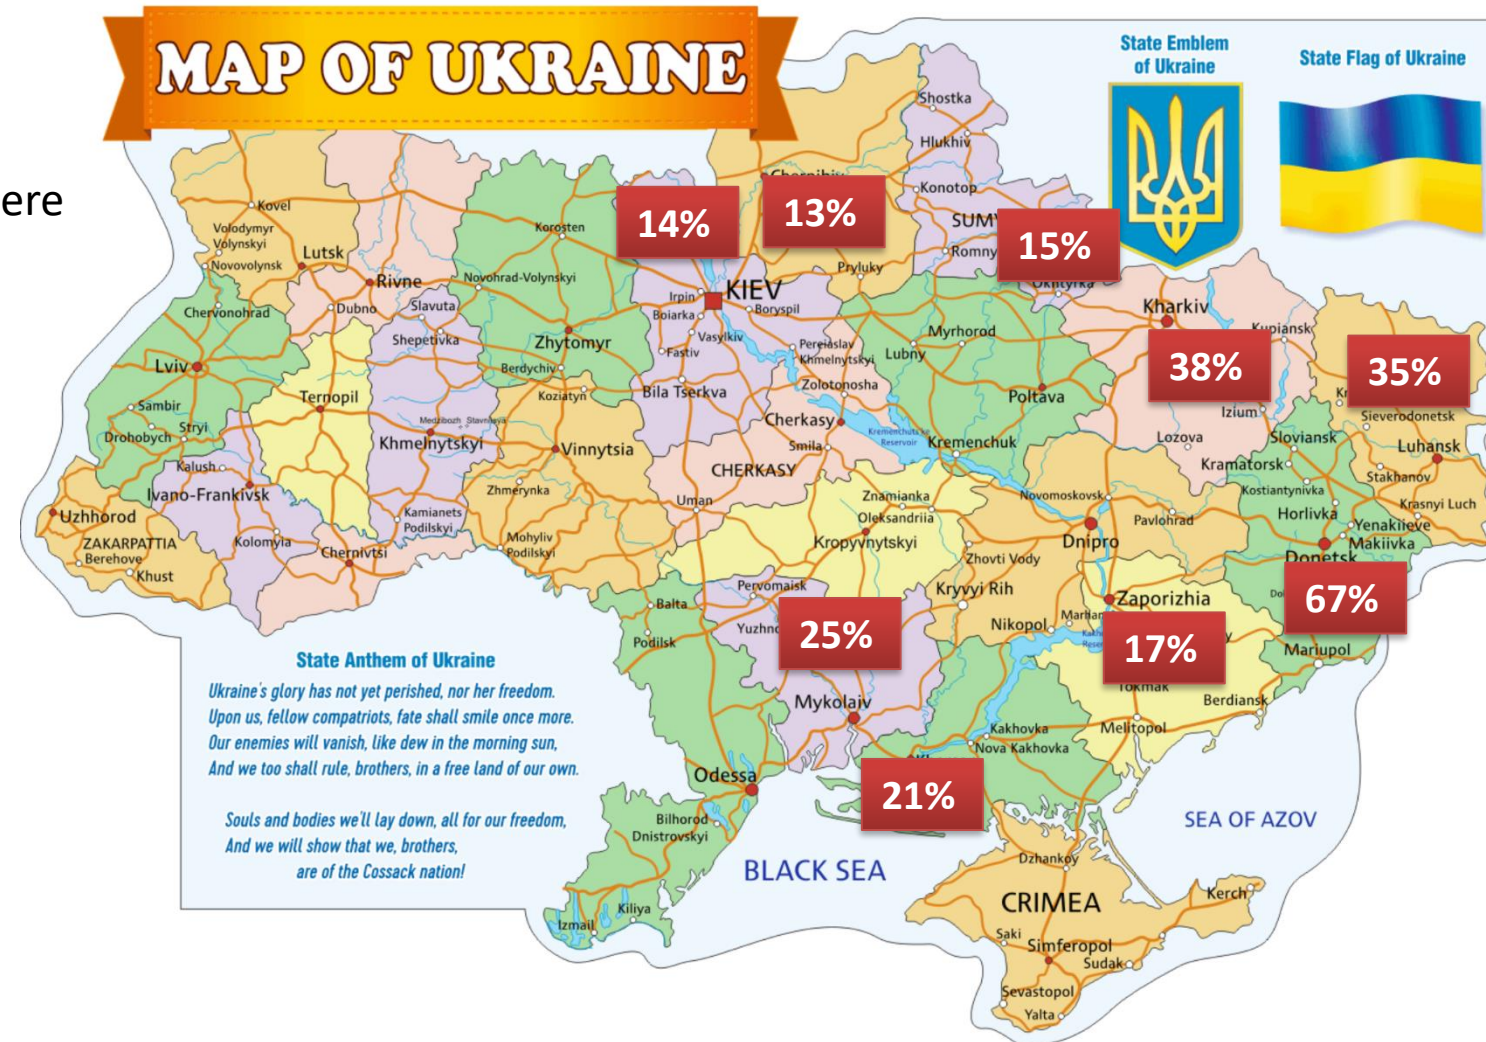 MAP OF UKRAINE
State Emblem
of Ukraine
State Flag of Ukraine
ere
Shostka
Hlukhiv
Konotop
14%
13%
15%
Romny
Pryluky
Kovel
Volodymyr
Volynskyi
Novovolynsk
Lutsk
Rivne
Korosten
Novohrad-Volynskyi
Chervonohrad
Dubno
Slavuta
Shepetivka
Zhytomyr
Berdychiv
Koziatyn
KIEV
Irpin
Boiarka
Boryspil
Vasylkiv
Fastiv
Bila Tserkva
Pereiaslav
Khmelnytskyi
Zolotonosha
Myrhorod
Lubny
Poltava
Kharkiv
38%
35%
Izium
Lviv
Sambir
Stryi
Drohobych
Ternopil
Medzibozh Stavnitseva
Khmelnytskyi
Vinnytsia
Cherkasy
Smila
Kremenchuts'ke
Reservoir
Kremenchuk
Lozova
Sloviansk
Sieverodonetsk
Luhansk
Kramatorsk
Stakhanov
Kostiantynivka
Krasnyi Luch
Horlivka
Yenakiieve
Makiivka
Donetsk
Kalush
Ivano-Frankivsk
Uzhhorod
ZAKARPATTIA
Berehove
Khust
Kolomyia
Chernivtsi
Kamianets
Podilskyi
Zhmerynka
Mohyliv
Podilskyi
CHERKASY
Uman
Znamianka
Oleksandriia
Kropyvnytskyi
Novomoskovsk
Pavlohrad
Dnipro
Zhovti Vody
Kryvyi Rih
Nikopol
Zaporizhia
67%
17%
25%
Balta
Podilsk
Pervomaisk
Mykolaiv
Mariupol
Berdiansk
Tokmak
Melitopol
Kakhovka
Nova Kakhovka
21%
Odessa
Bilhorod
Dnistrovskyi
Kiliya
Izmail
BLACK SEA
SEA OF AZOV
Dzhankoy
CRIMEA
Kerch
Saki
Simferopol
Sudak
Sevastopol
Yalta
State Anthem of Ukraine
Ukraine's glory has not yet perished, nor her freedom.
Upon us, fellow compatriots, fate shall smile once more.
Our enemies will vanish, like dew in the morning sun,
And we too shall rule, brothers, in a free land of our own.
Souls and bodies we'll lay down, all for our freedom,
And we will show that we, brothers,
are of the Cossack nation!